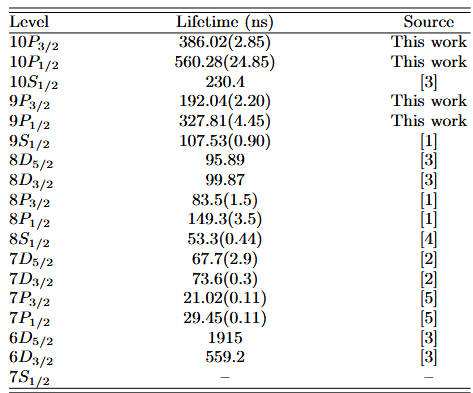 Level Lifetime (ns) Source
10P3/2 386.02(2.85) This work
10P1/2 560.28(24.85) This work
10S1/2 230.4 [3]
9P3/2 192.04(2.20) This work
9P1/2 327.81(4.45) This work
9S1/2 107.53(0.90) [1]
8D5/2 95.89 [3]
8D3/2 99.87 [3]
8P3/2 83.5(1.5) [1]
8P1/2 149.3(3.5) [1]
8S1/2 53.3(0.44) [4]
7D5/2 67.7(2.9) [2]
7D3/2 73.6(0.3) [2]
7P3/2 21.02(0.11) [5]
7P1/2 29.45(0.11) [5]
6D5/2 1915 [3]
6D3/2 559.2 [3]
7S1/2 – –